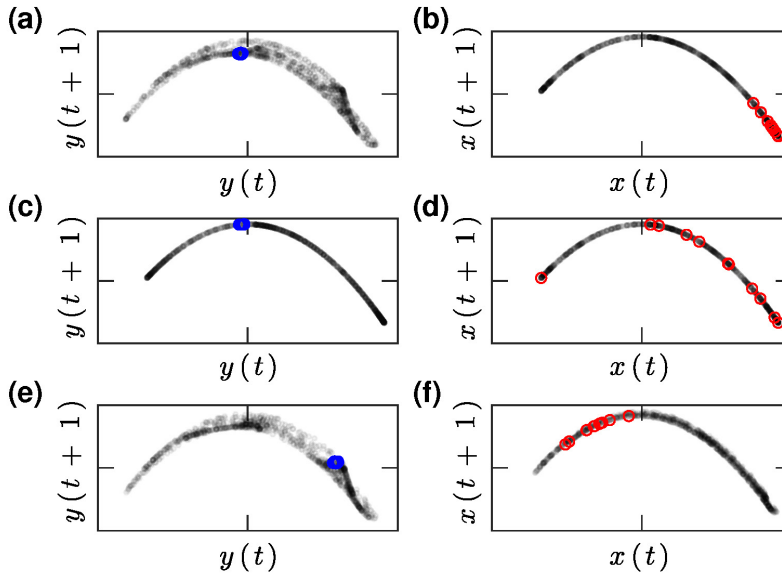 (a)
y(t + 1)
y(t)
(b)
x(t + 1)
x(t)
(c)
y(t + 1)
y(t)
(d)
x(t + 1)
x(t)
(e)
y(t + 1)
y(t)
(f)
x(t + 1)
x(t)